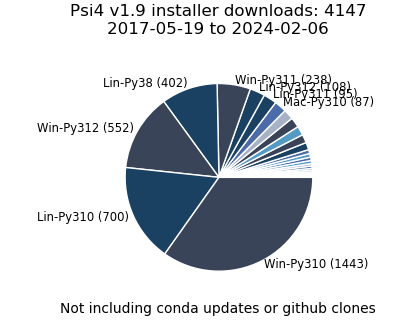 Psi4 v1.9 installer downloads: 4147
2017-05-19 to 2024-02-06
Lin-Py38 (402)
Win-Py311 (238)
Lin-Py312 (108)
Lin-Py311 (95)
Mac-Py310 (87)
Win-Py312 (552)
Lin-Py310 (700)
Win-Py310 (1443)
Not including conda updates or github clones